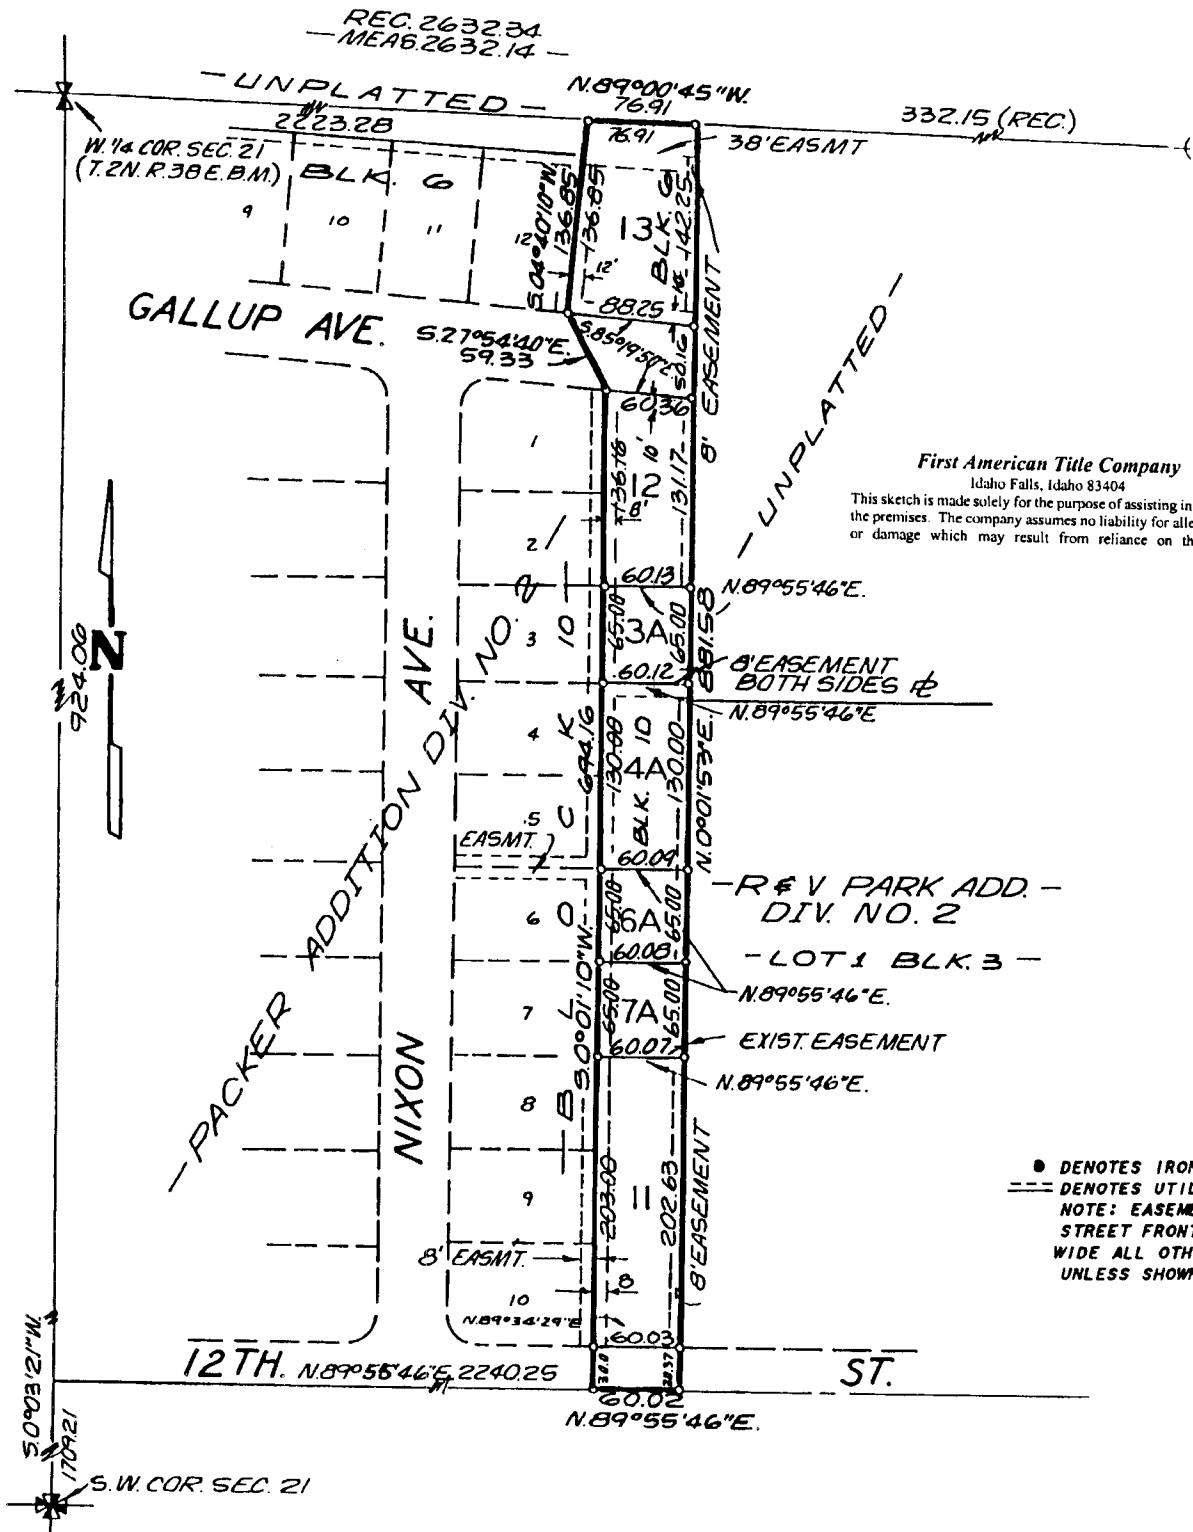 REC. 2632.34
— MEAS. 2632.14 —
— UNPLATTED —
N.89°00'45"W.
76.91
76.91
2223.28
332.15 (REC.)
38' EASMT
W. 1/4 COR. SEC. 21
(T.2N. R.38E.B.M.)
BLK. 6
9
10
11
12
S.04°40'10"W.
136.85
136.85
13
BLK. 6
142.25
12'
88.25
S.85°19'50"E.
50.16
8' EASEMENT
GALLUP AVE.
S.27°54'40"E.
59.33
60.36
10'
— UNPLATTED —
First American Title Company
Idaho Falls, Idaho 83404
This sketch is made solely for the purpose of assisting in
the premises. The company assumes no liability for alle
or damage which may result from reliance on th
1
2
3
4
5
6
7
8
9
10
12
136.18
131.17
8'
60.13
N.89°55'46"E.
65.00
3A
65.00
881.58
60.12
8' EASEMENT
BOTH SIDES ⅊
N.89°55'46"E
924.06
N
NIXON AVE.
— PACKER ADDITION DIV. NO. 2 —
BLOCK 10
694.16
130.00
4A
BLK. 10
130.00
N.0°01'53"E.
EASMT.
60.09
— R & V PARK ADD. —
DIV. NO. 2
65.00
6A
65.00
— LOT 1 BLK. 3 —
60.08
N.89°55'46"E.
S.0°01'10"W.
65.00
7A
65.00
EXIST. EASEMENT
60.07
N.89°55'46"E.
203.00
11
202.63
8' EASEMENT
8' EASMT.
8
● DENOTES IRON
DENOTES UTIL
NOTE: EASEME
STREET FRONT
WIDE ALL OTH
UNLESS SHOWN
N.89°34'29"E
60.03
12TH. ST.
N.89°55'46"E. 2240.25
30.0
60.02
N.89°55'46"E.
S.0°03'21"W.
1709.21
S.W. COR. SEC. 21